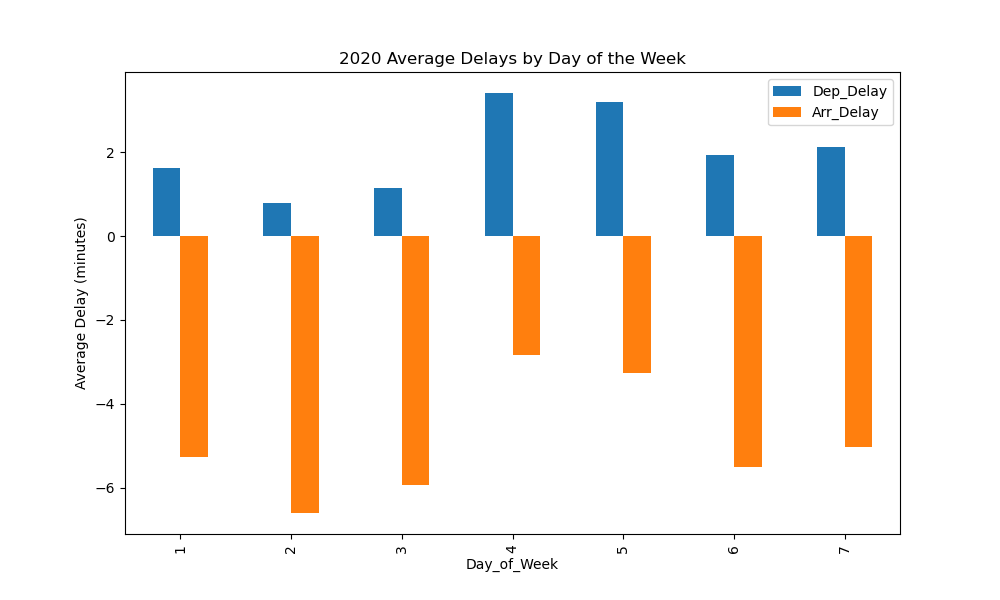 2020 Average Delays by Day of the Week
Dep_Delay
Arr_Delay
Average Delay (minutes)
2
0
−2
−4
−6
1 2 3 4 5 6 7
Day_of_Week